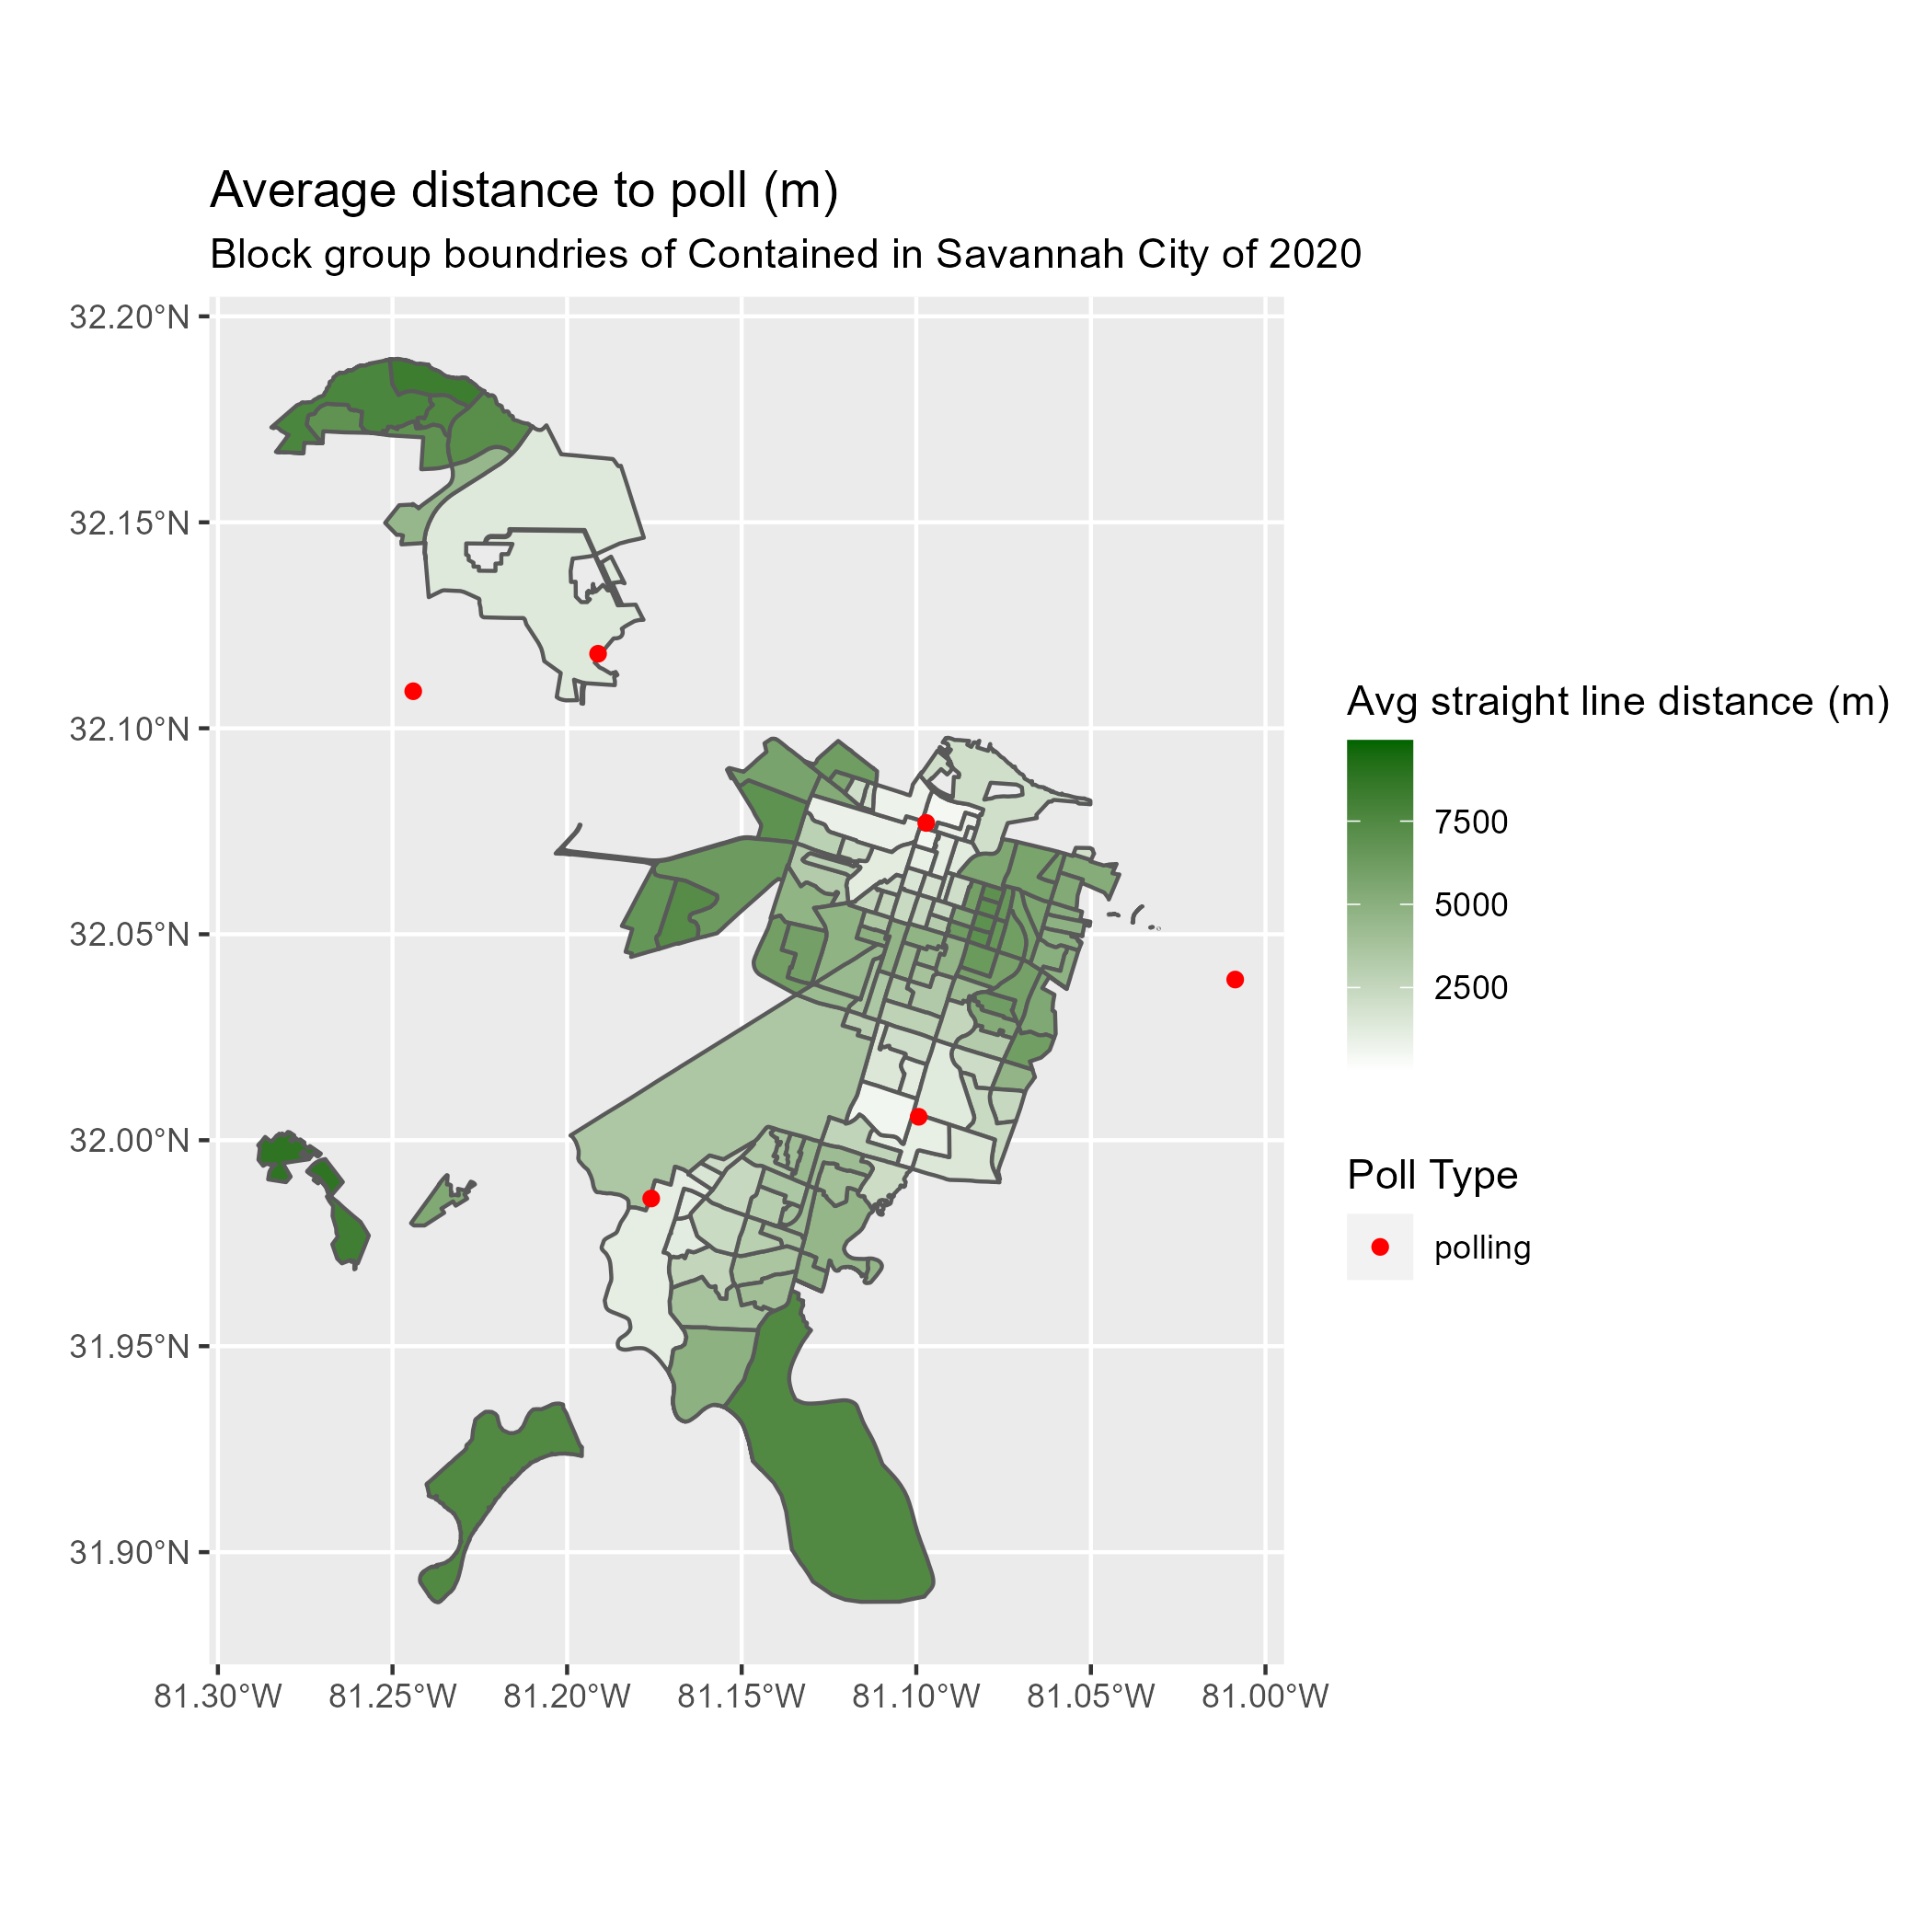 Average distance to poll (m)
Block group boundries of Contained in Savannah City of 2020
32.20°N
32.15°N
32.10°N
32.05°N
32.00°N
31.95°N
31.90°N
81.30°W 81.25°W 81.20°W 81.15°W 81.10°W 81.05°W 81.00°W
Avg straight line distance (m)
7500
5000
2500
Poll Type
polling